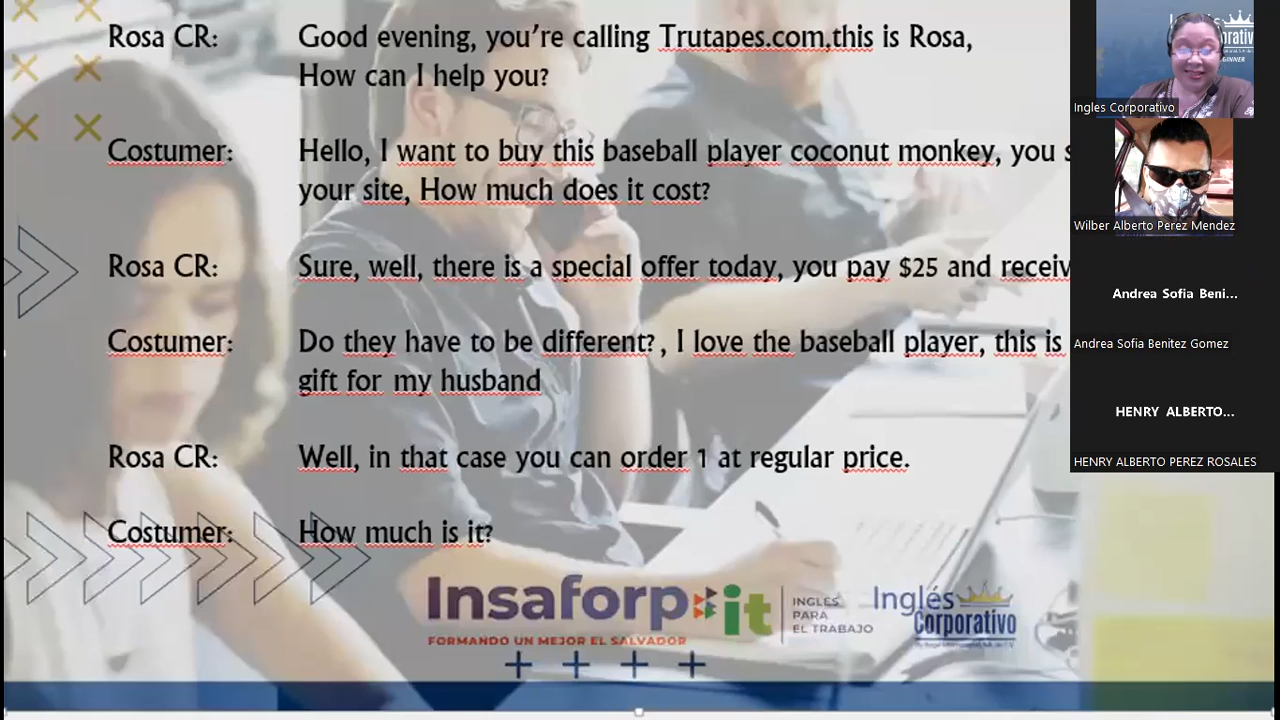 Rosa CR: Good evening, you're calling Trutapes.com,this is Rosa,
How can I help you?
Costumer: Hello, I want to buy this baseball player coconut monkey, you
your site, How much does it cost?
Rosa CR: Sure, well, there is a special offer today, you pay $25 and
Costumer: Do they have to be different?, I love the baseball player, this is
gift for my husband
Rosa CR: Well, in that case you can order 1 at regular price.
Costumer: How much is it?
Insaforp it
FORMANDO UN MEJOR EL SALVADOR
INGLES
PARA
EL TRABAJO
Inglés
Corporativo
Ingles Corporativo
Wilber Alberto Perez Mendez
Andrea Sofia Beni...
Andrea Sofia Benitez Gomez
HENRY ALBERTO...
HENRY ALBERTO PEREZ ROSALES